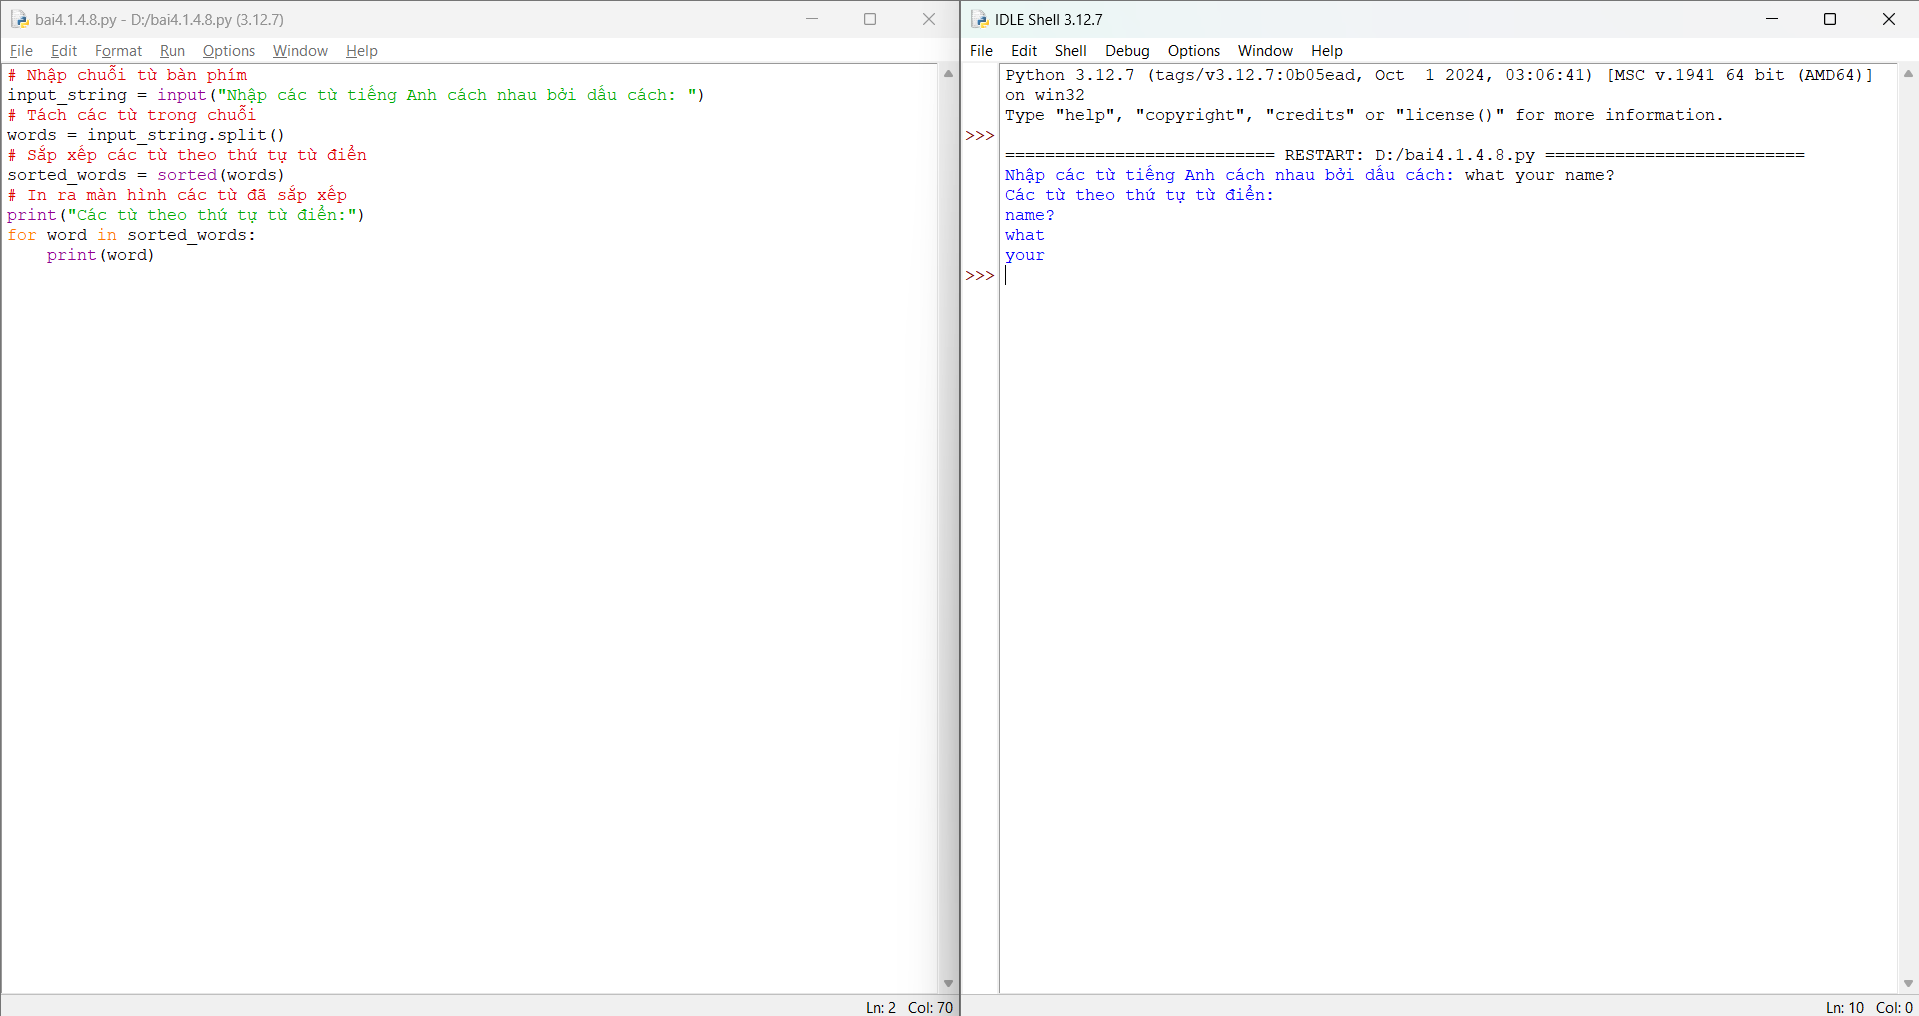 bai4.1.4.8.py - D:/bai4.1.4.8.py (3.12.7)
File Edit Format Run Options Window Help
# Nhập chuỗi từ bàn phím
input_string = input("Nhập các từ tiếng Anh cách nhau bởi dấu cách: ")
# Tách các từ trong chuỗi
words = input_string.split()
# Sắp xếp các từ theo thứ tự từ điển
sorted_words = sorted(words)
# In ra màn hình các từ đã sắp xếp
print("Các từ theo thứ tự từ điển:")
for word in sorted_words:
    print(word)
Ln: 2 Col: 70
IDLE Shell 3.12.7
File Edit Shell Debug Options Window Help
Python 3.12.7 (tags/v3.12.7:0b05ead, Oct  1 2024, 03:06:41) [MSC v.1941 64 bit (AMD64)]
on win32
Type "help", "copyright", "credits" or "license()" for more information.
>>>
=========================== RESTART: D:/bai4.1.4.8.py ==========================
Nhập các từ tiếng Anh cách nhau bởi dấu cách: what your name?
Các từ theo thứ tự từ điển:
name?
what
your
>>>
Ln: 10 Col: 0